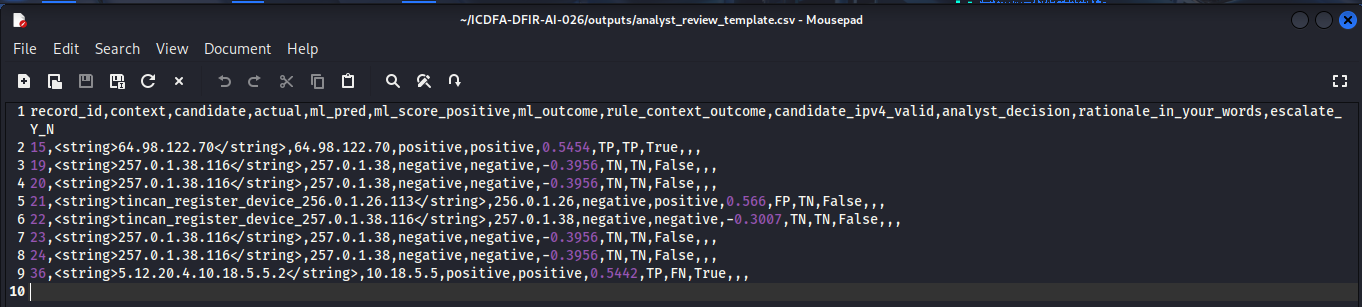 ~/ICDFA-DFIR-AI-026/outputs/analyst_review_template.csv - Mousepad
File Edit Search View Document Help
1 record_id,context,candidate,actual,ml_pred,ml_score_positive,ml_outcome,rule_context_outcome,candidate_ipv4_valid,analyst_decision,rationale_in_your_words,escalate_
Y_N
2 15,<string>64.98.122.70</string>,64.98.122.70,positive,positive,0.5454,TP,TP,True,,,
3 19,<string>257.0.1.38.116</string>,257.0.1.38,negative,negative,-0.3956,TN,TN,False,,,
4 20,<string>257.0.1.38.116</string>,257.0.1.38,negative,negative,-0.3956,TN,TN,False,,,
5 21,<string>tincan_register_device_256.0.1.26.113</string>,256.0.1.26,negative,positive,0.566,FP,TN,False,,,
6 22,<string>tincan_register_device_257.0.1.38.116</string>,257.0.1.38,negative,negative,-0.3007,TN,TN,False,,,
7 23,<string>257.0.1.38.116</string>,257.0.1.38,negative,negative,-0.3956,TN,TN,False,,,
8 24,<string>257.0.1.38.116</string>,257.0.1.38,negative,negative,-0.3956,TN,TN,False,,,
9 36,<string>5.12.20.4.10.18.5.5.2</string>,10.18.5.5,positive,positive,0.5442,TP,FN,True,,,
10